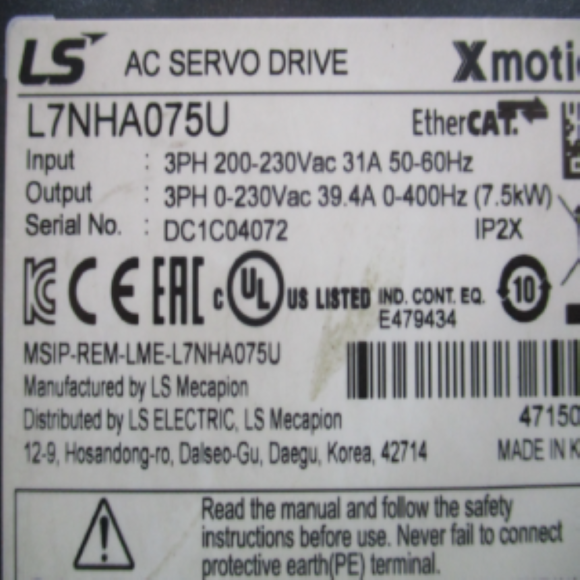 LS AC SERVO DRIVE Xmotio
L7NHA075U EtherCAT.
Input : 3PH 200-230Vac 31A 50-60Hz
Output : 3PH 0-230Vac 39.4A 0-400Hz (7.5kW)
Serial No. : DC1C04072 IP2X
C E EAC c UL US LISTED IND. CONT. EQ. 10
E479434
MSIP-REM-LME-L7NHA075U
Manufactured by LS Mecapion
Distributed by LS ELECTRIC, LS Mecapion 47150
12-9, Hosandong-ro, Dalseo-Gu, Daegu, Korea, 42714 MADE IN K
Read the manual and follow the safety
instructions before use. Never fail to connect
protective earth(PE) terminal.